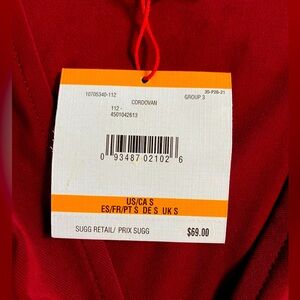 35-P26-21
10705340-112 GROUP 3
CORDOVAN
112 -
4501042613
0 93487 02102 6
US/CA S
ES/FR/PT S DE S UK S
SUGG RETAIL/ PRIX SUGG $69.00